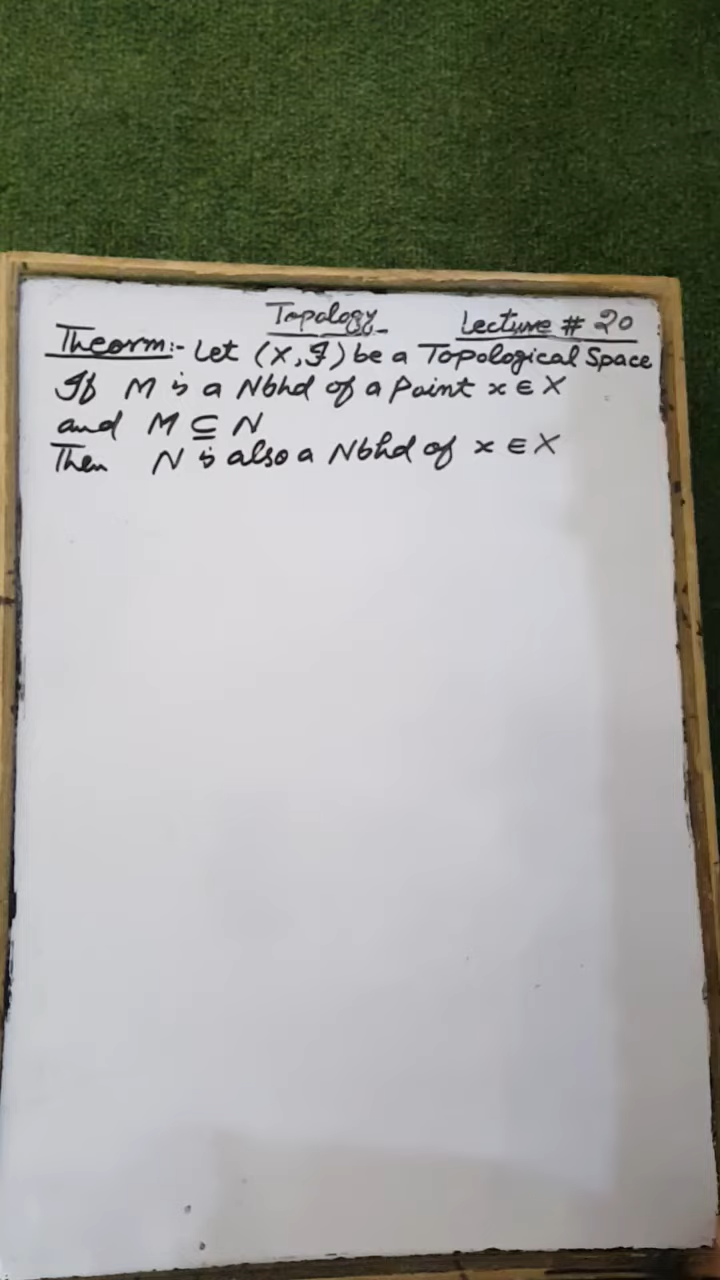 Topology Lecture # 20
Theorm:- Let (X, ℑ) be a Topological Space
If M is a Nbhd of a Point x ∈ X
and M ⊆ N
Then N is also a Nbhd of x ∈ X